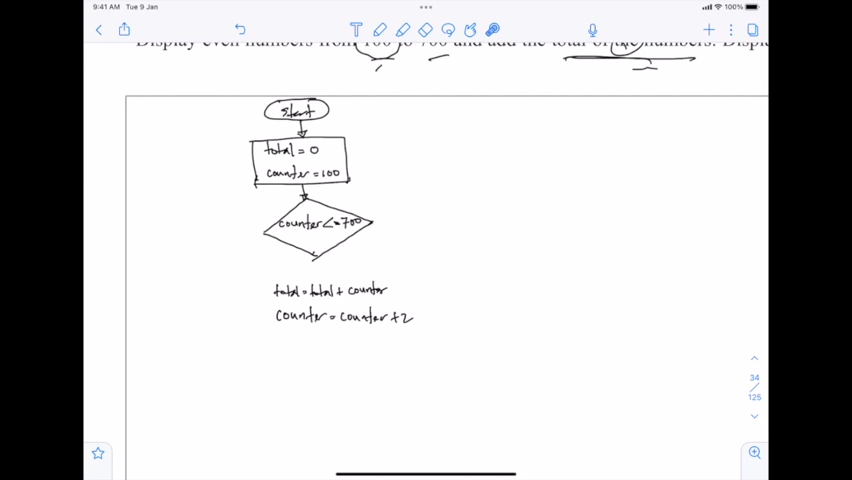 9:41 AM Tue 9 Jan
100%
Display even numbers from 100 to 700 and add the total of the numbers. Displ
start
total = 0
counter = 100
counter <= 700
total = total + counter
counter = counter + 2
34
125